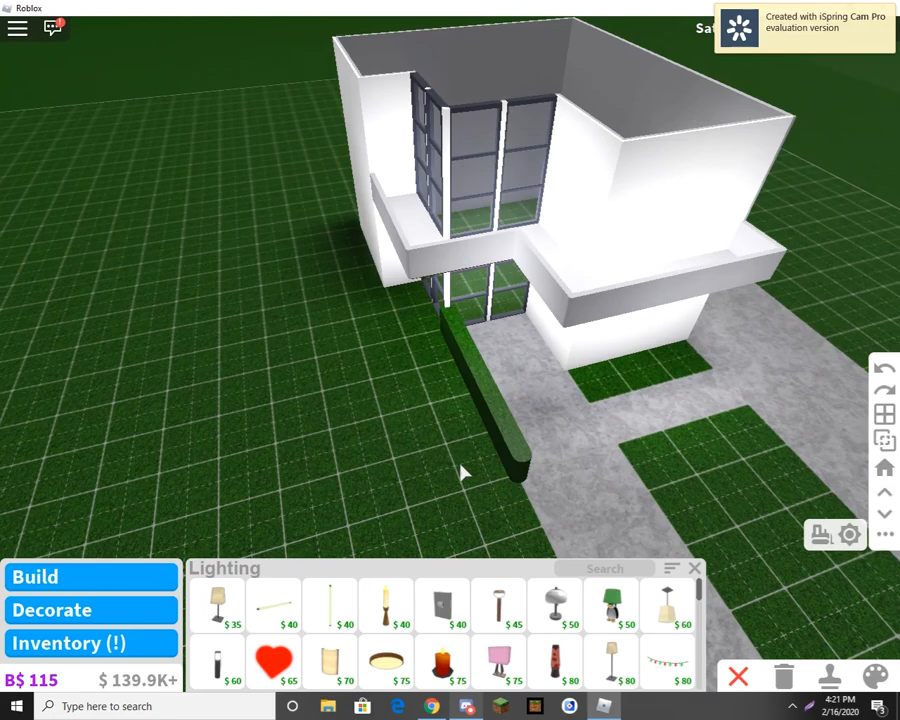 Roblox
Created with iSpring Cam Pro
evaluation version
Sa
Lighting
Search
Build
Decorate
Inventory (!)
B$ 115
$ 139.9K+
$ 35
$ 40
$ 40
$ 40
$ 40
$ 45
$ 50
$ 50
$ 60
$ 60
$ 65
$ 70
$ 75
$ 75
$ 75
$ 80
$ 80
$ 80
Type here to search
4:21 PM
2/16/2020
3